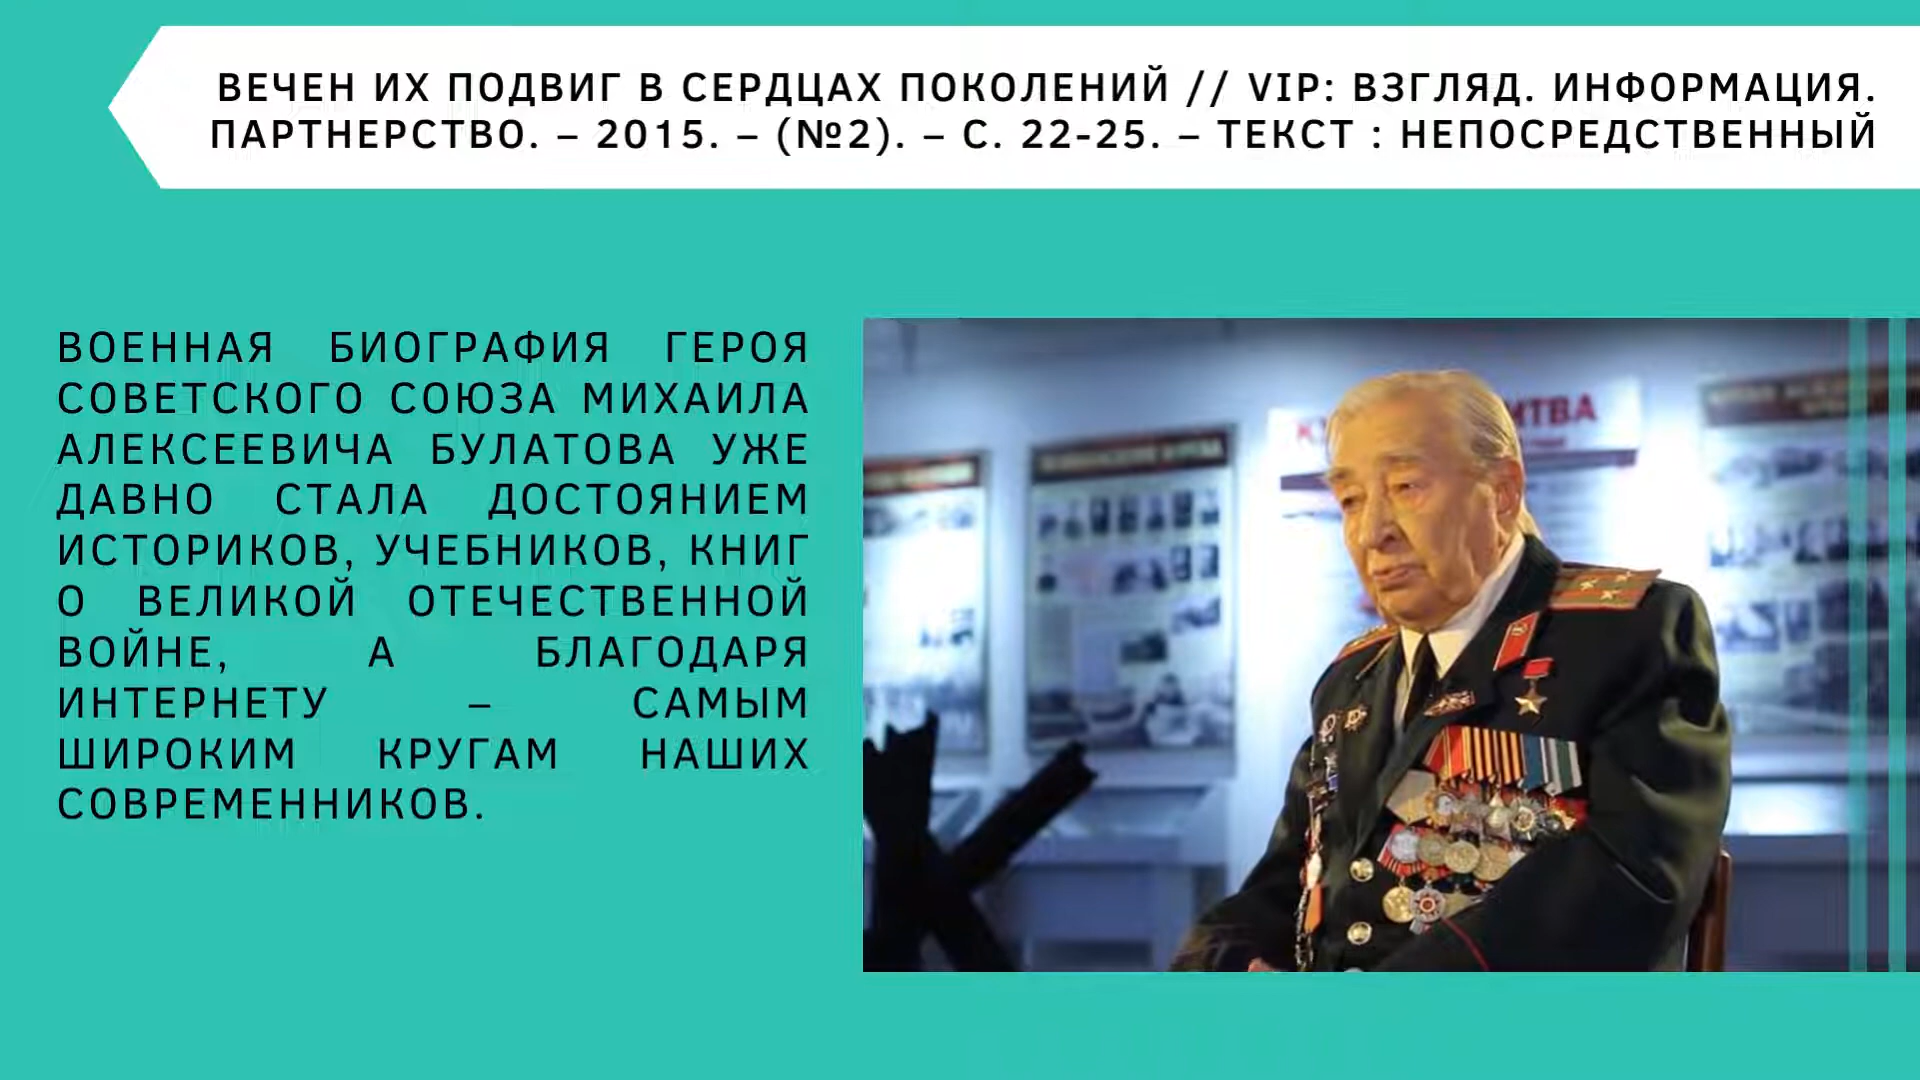 ВЕЧЕН ИХ ПОДВИГ В СЕРДЦАХ ПОКОЛЕНИЙ // VIP: ВЗГЛЯД. ИНФОРМАЦИЯ.
ПАРТНЕРСТВО. – 2015. – (№2). – С. 22-25. – ТЕКСТ : НЕПОСРЕДСТВЕННЫЙ
ВОЕННАЯ БИОГРАФИЯ ГЕРОЯ
СОВЕТСКОГО СОЮЗА МИХАИЛА
АЛЕКСЕЕВИЧА БУЛАТОВА УЖЕ
ДАВНО СТАЛА ДОСТОЯНИЕМ
ИСТОРИКОВ, УЧЕБНИКОВ, КНИГ
О ВЕЛИКОЙ ОТЕЧЕСТВЕННОЙ
ВОЙНЕ, А БЛАГОДАРЯ
ИНТЕРНЕТУ – САМЫМ
ШИРОКИМ КРУГАМ НАШИХ
СОВРЕМЕННИКОВ.